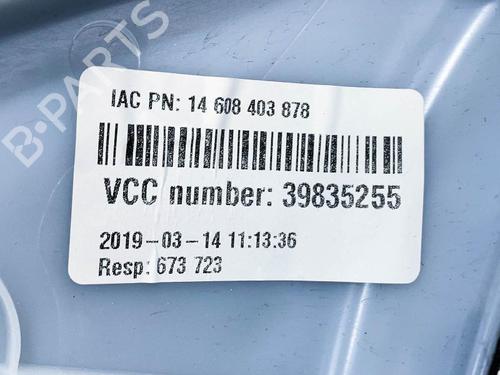 B-PARTS
IAC PN: 14 608 403 878
VCC number: 39835255
2019-03-14 11:13:36
Resp: 673 723